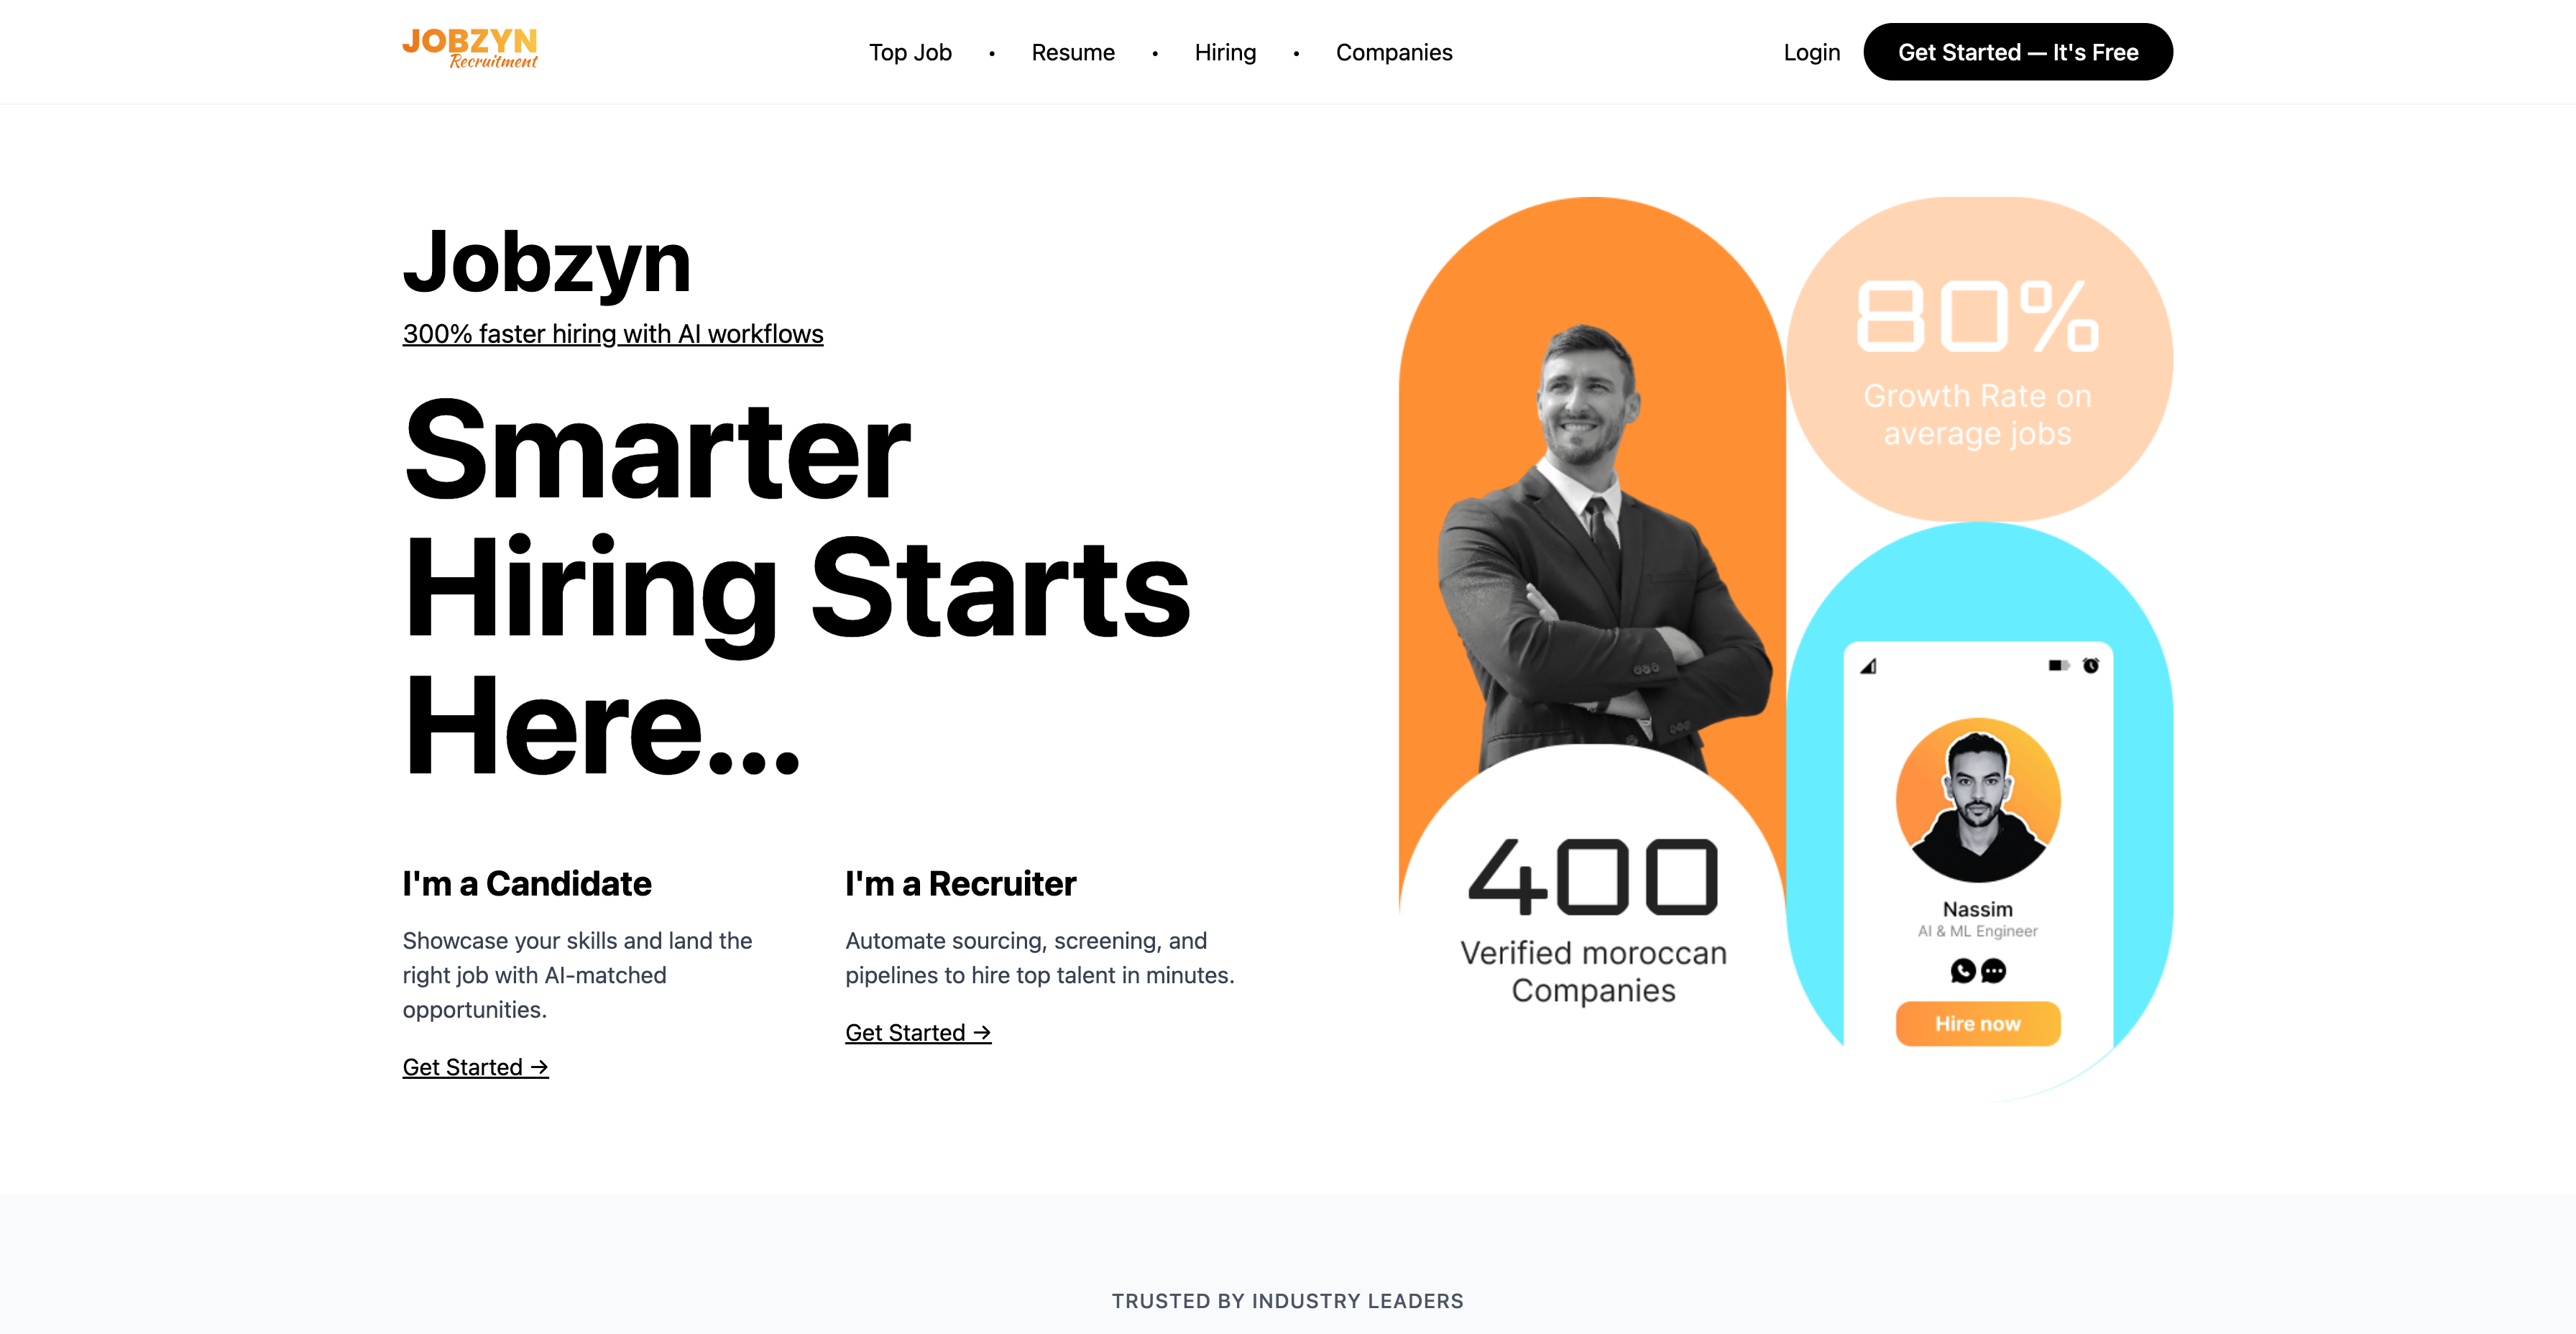 JOBZYN
Recruitment
Top Job • Resume • Hiring • Companies
Login
Get Started — It's Free
Jobzyn
300% faster hiring with AI workflows
Smarter
Hiring Starts
Here...
I'm a Candidate
Showcase your skills and land the
right job with AI-matched
opportunities.
Get Started →
I'm a Recruiter
Automate sourcing, screening, and
pipelines to hire top talent in minutes.
Get Started →
80%
Growth Rate on
average jobs
400
Verified moroccan
Companies
Nassim
AI & ML Engineer
Hire now
TRUSTED BY INDUSTRY LEADERS